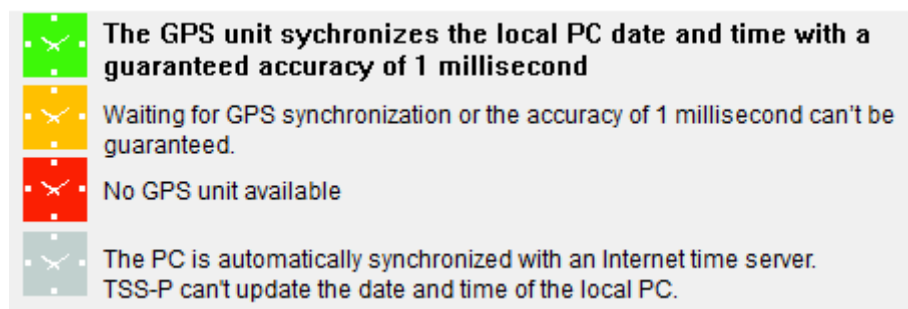 The GPS unit sychronizes the local PC date and time with a
guaranteed accuracy of 1 millisecond
Waiting for GPS synchronization or the accuracy of 1 millisecond can't be
guaranteed.
No GPS unit available
The PC is automatically synchronized with an Internet time server.
TSS-P can't update the date and time of the local PC.